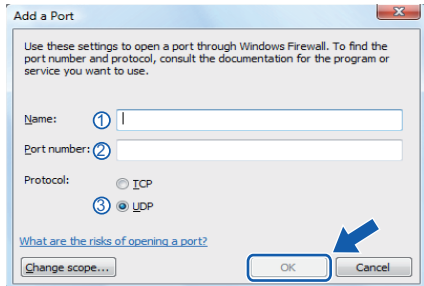 Add a Port
Use these settings to open a port through Windows Firewall. To find the
port number and protocol, consult the documentation for the program or
service you want to use.
Name: ①
Port number: ②
Protocol: TCP
③ UDP
What are the risks of opening a port?
Change scope... OK Cancel